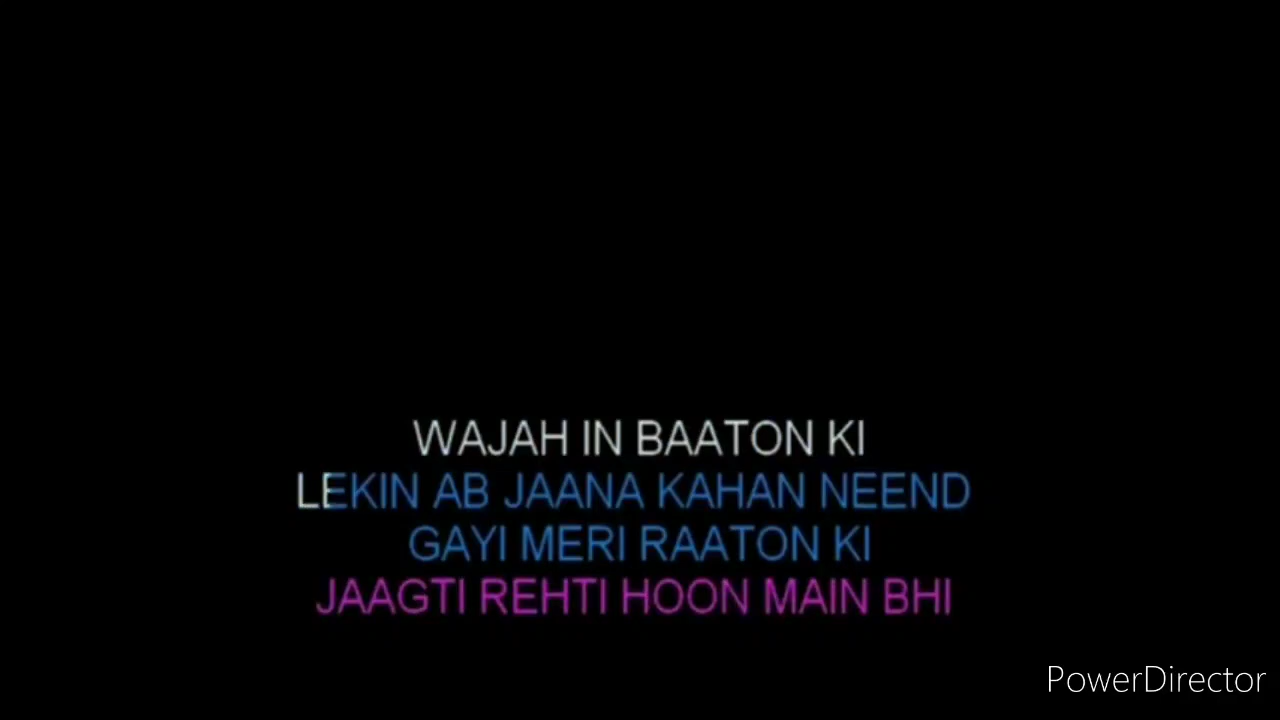 WAJAH IN BAATON KI
LEKIN AB JAANA KAHAN NEEND
GAYI MERI RAATON KI
JAAGTI REHTI HOON MAIN BHI
PowerDirector